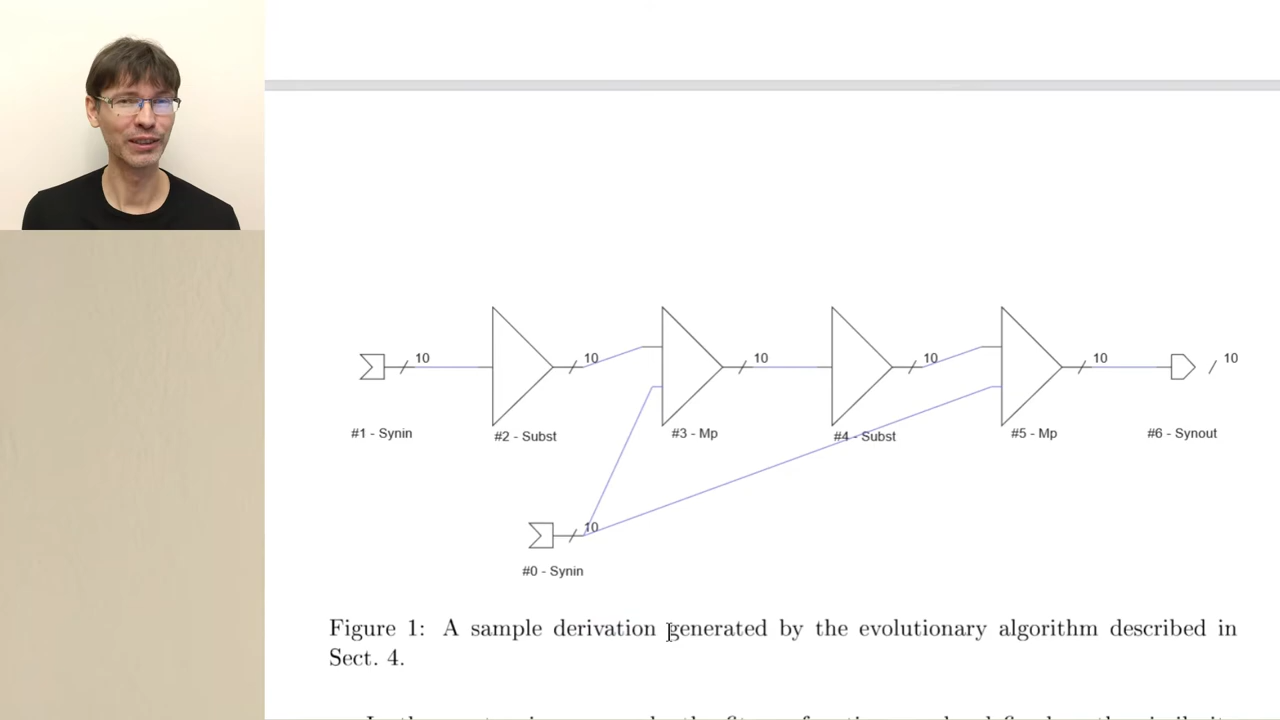 10 10 10 10 10 10
#1 - Synin #2 - Subst #3 - Mp #4 - Subst #5 - Mp #6 - Synout
10
#0 - Synin
Figure 1: A sample derivation generated by the evolutionary algorithm described in
Sect. 4.